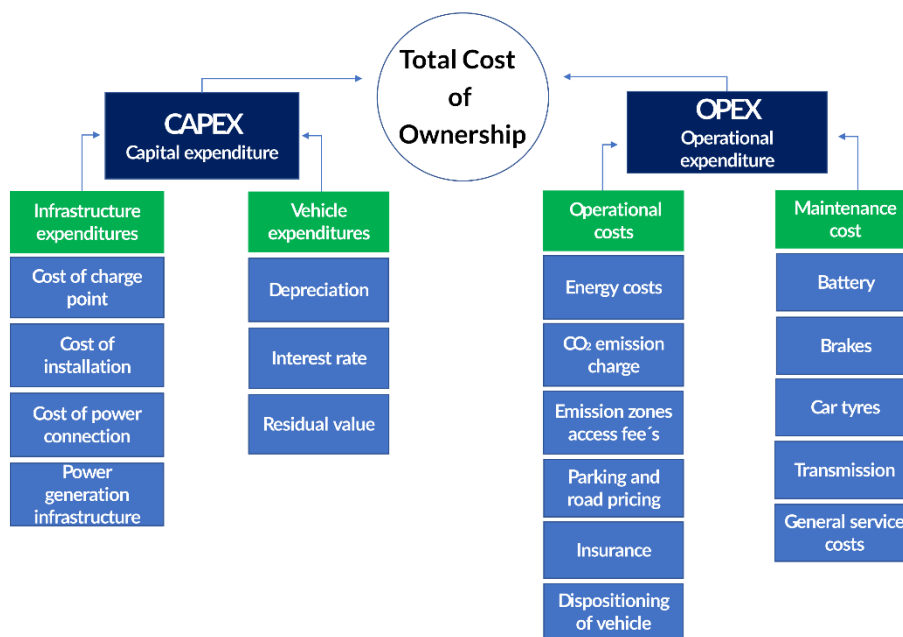 Total Cost
of
Ownership
CAPEX
Capital expenditure
OPEX
Operational
expenditure
Infrastructure
expenditures
Cost of charge
point
Cost of
installation
Cost of power
connection
Power
generation
infrastructure
Vehicle
expenditures
Depreciation
Interest rate
Residual value
Operational
costs
Energy costs
CO₂ emission
charge
Emission zones
access fee´s
Parking and
road pricing
Insurance
Dispositioning
of vehicle
Maintenance
cost
Battery
Brakes
Car tyres
Transmission
General service
costs